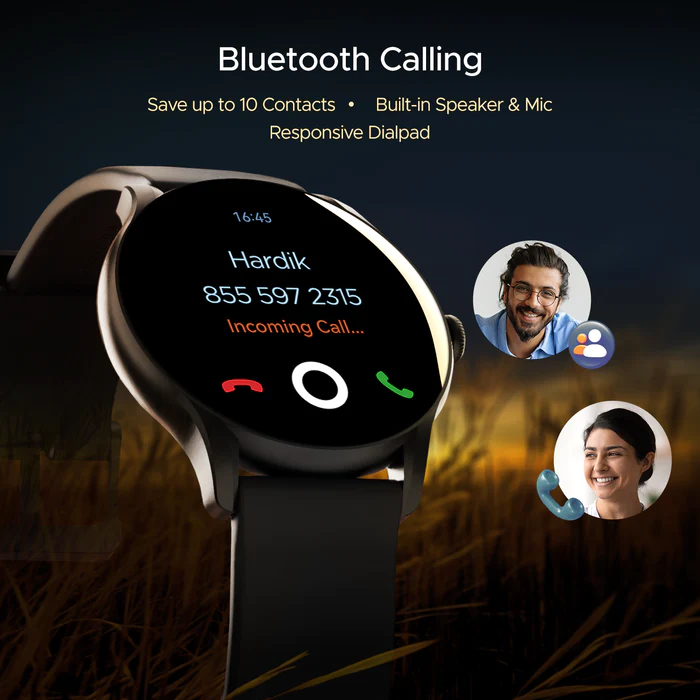 Bluetooth Calling
Save up to 10 Contacts • Built-in Speaker & Mic
Responsive Dialpad
16:45
Hardik
855 597 2315
Incoming Call...